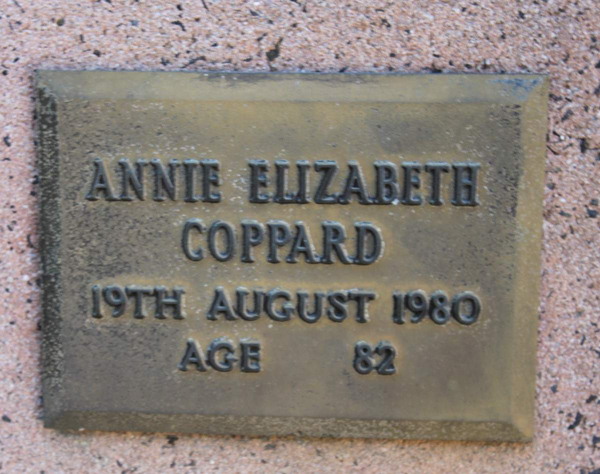 ANNIE ELIZABETH
COPPARD
19TH AUGUST 1980
AGE 82